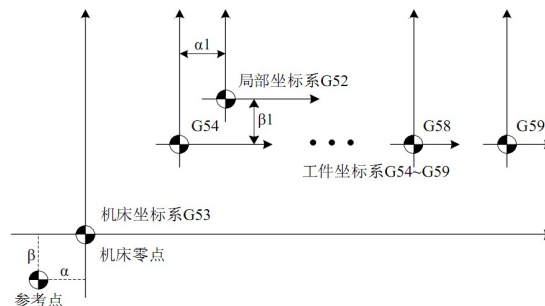 α1
局部坐标系G52
β1
G54
G58
G59
工件坐标系G54~G59
机床坐标系G53
机床零点
β
α
参考点